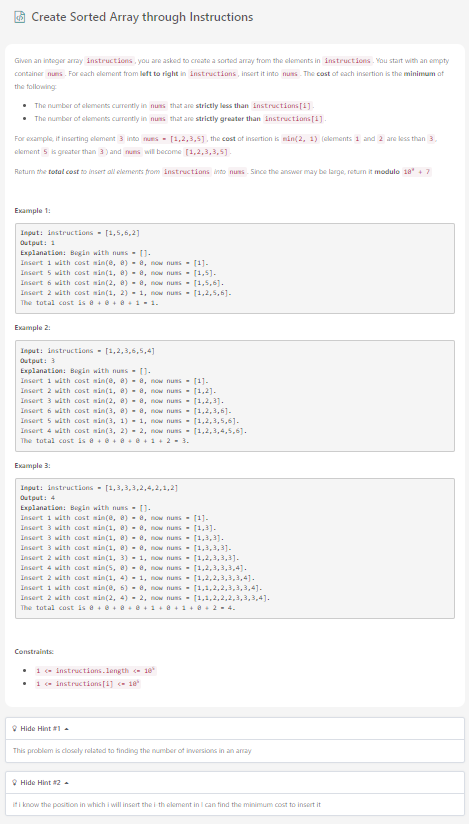 Create Sorted Array through Instructions
Given an integer array instructions, you are asked to create a sorted array from the elements in instructions. You start with an empty
container nums. For each element from left to right in instructions, insert it into nums. The cost of each insertion is the minimum of
the following:
The number of elements currently in nums that are strictly less than instructions[i].
The number of elements currently in nums that are strictly greater than instructions[i].
For example, if inserting element 3 into nums = [1,2,3,5], the cost of insertion is min(2, 1) (elements 1 and 2 are less than 3,
element 5 is greater than 3) and nums will become [1,2,3,3,5].
Return the total cost to insert all elements from instructions into nums. Since the answer may be large, return it modulo 10⁹ + 7
Example 1:
Input: instructions = [1,5,6,2]
Output: 1
Explanation: Begin with nums = [].
Insert 1 with cost min(0, 0) = 0, now nums = [1].
Insert 5 with cost min(1, 0) = 0, now nums = [1,5].
Insert 6 with cost min(2, 0) = 0, now nums = [1,5,6].
Insert 2 with cost min(1, 2) = 1, now nums = [1,2,5,6].
The total cost is 0 + 0 + 0 + 1 = 1.
Example 2:
Input: instructions = [1,2,3,6,5,4]
Output: 3
Explanation: Begin with nums = [].
Insert 1 with cost min(0, 0) = 0, now nums = [1].
Insert 2 with cost min(1, 0) = 0, now nums = [1,2].
Insert 3 with cost min(2, 0) = 0, now nums = [1,2,3].
Insert 6 with cost min(3, 0) = 0, now nums = [1,2,3,6].
Insert 5 with cost min(3, 1) = 1, now nums = [1,2,3,5,6].
Insert 4 with cost min(3, 2) = 2, now nums = [1,2,3,4,5,6].
The total cost is 0 + 0 + 0 + 0 + 1 + 2 = 3.
Example 3:
Input: instructions = [1,3,3,3,2,4,2,1,2]
Output: 4
Explanation: Begin with nums = [].
Insert 1 with cost min(0, 0) = 0, now nums = [1].
Insert 3 with cost min(1, 0) = 0, now nums = [1,3].
Insert 3 with cost min(1, 0) = 0, now nums = [1,3,3].
Insert 3 with cost min(1, 0) = 0, now nums = [1,3,3,3].
Insert 2 with cost min(1, 3) = 1, now nums = [1,2,3,3,3].
Insert 4 with cost min(5, 0) = 0, now nums = [1,2,3,3,3,4].
Insert 2 with cost min(1, 4) = 1, now nums = [1,2,2,3,3,3,4].
Insert 1 with cost min(0, 6) = 0, now nums = [1,1,2,2,3,3,3,4].
Insert 2 with cost min(2, 4) = 2, now nums = [1,1,2,2,2,3,3,3,4].
The total cost is 0 + 0 + 0 + 0 + 1 + 0 + 1 + 0 + 2 = 4.
Constraints:
1 <= instructions.length <= 10⁵
1 <= instructions[i] <= 10⁵
Hide Hint #1
This problem is closely related to finding the number of inversions in an array
Hide Hint #2
if i know the position in which i will insert the i-th element in I can find the minimum cost to insert it